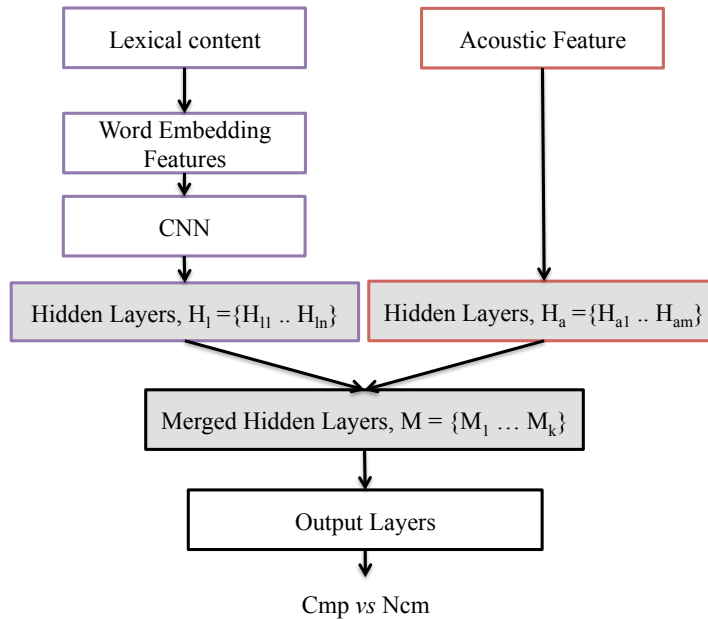 Lexical content
Acoustic Feature
Word Embedding
Features
CNN
Hidden Layers, Hₗ ={Hₗ₁ .. Hₗₙ}
Hidden Layers, Hₐ ={Hₐ₁ .. Hₐₘ}
Merged Hidden Layers, M = {M₁ … Mₖ}
Output Layers
Cmp vs Ncm